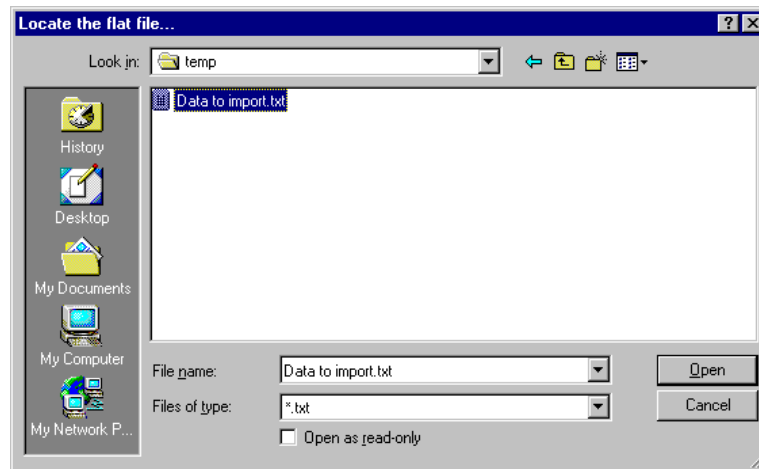 Locate the flat file...
Look in: temp
Data to import.txt
History
Desktop
My Documents
My Computer
My Network P...
File name: Data to import.txt Open
Files of type: *.txt Cancel
Open as read-only